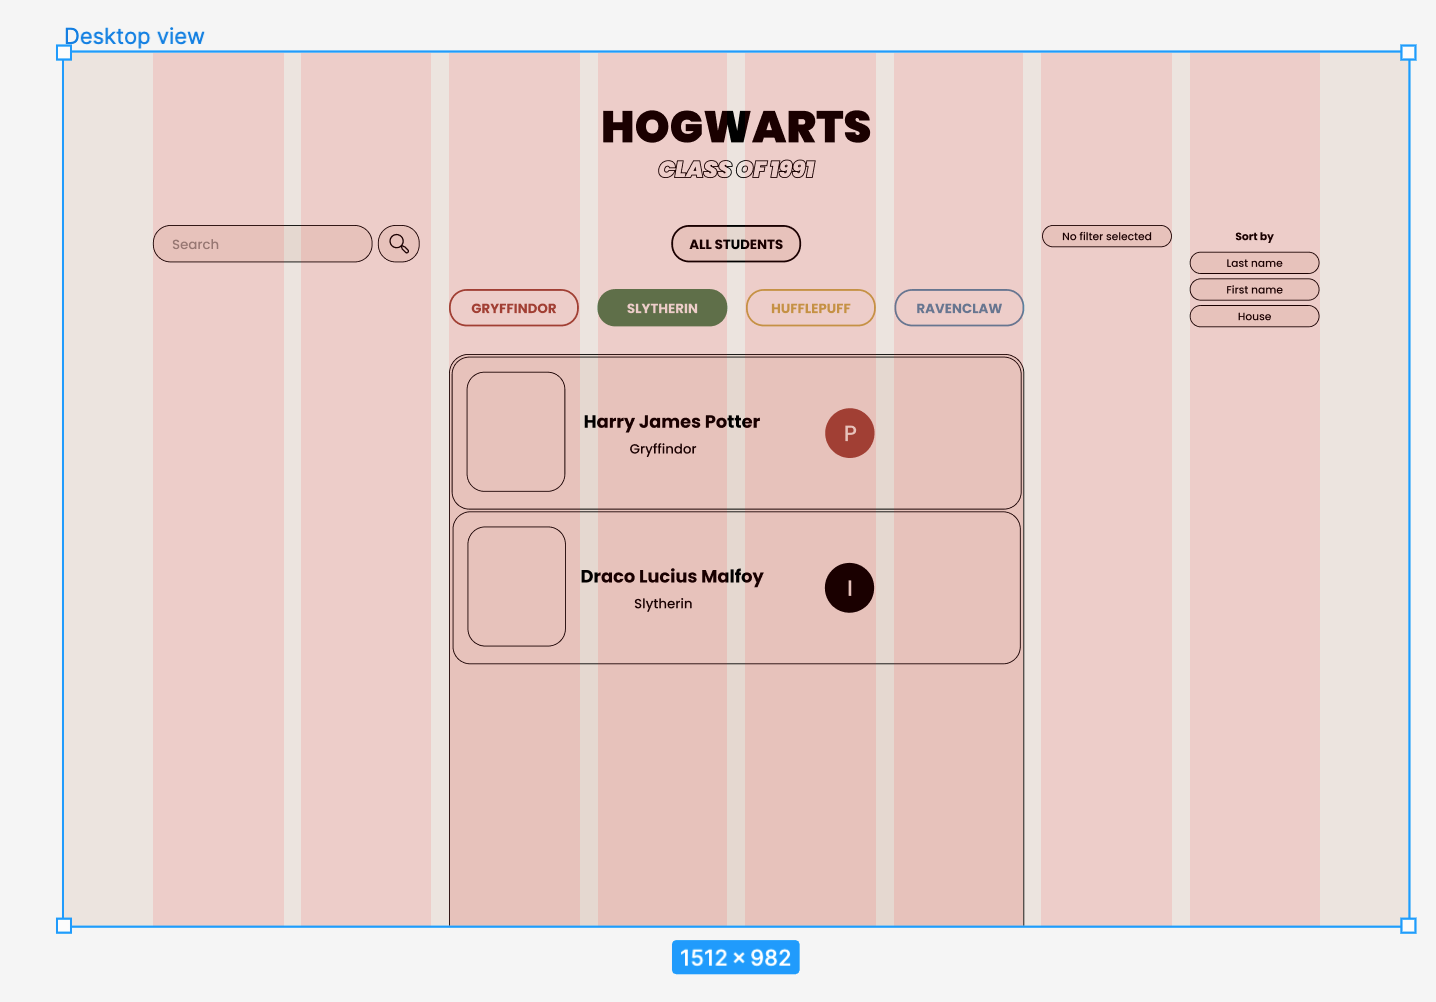 Desktop view
HOGWARTS
CLASS OF 1991
Search
ALL STUDENTS
No filter selected
Sort by
Last name
First name
House
GRYFFINDOR
SLYTHERIN
HUFFLEPUFF
RAVENCLAW
Harry James Potter
Gryffindor
P
Draco Lucius Malfoy
Slytherin
I
1512 × 982